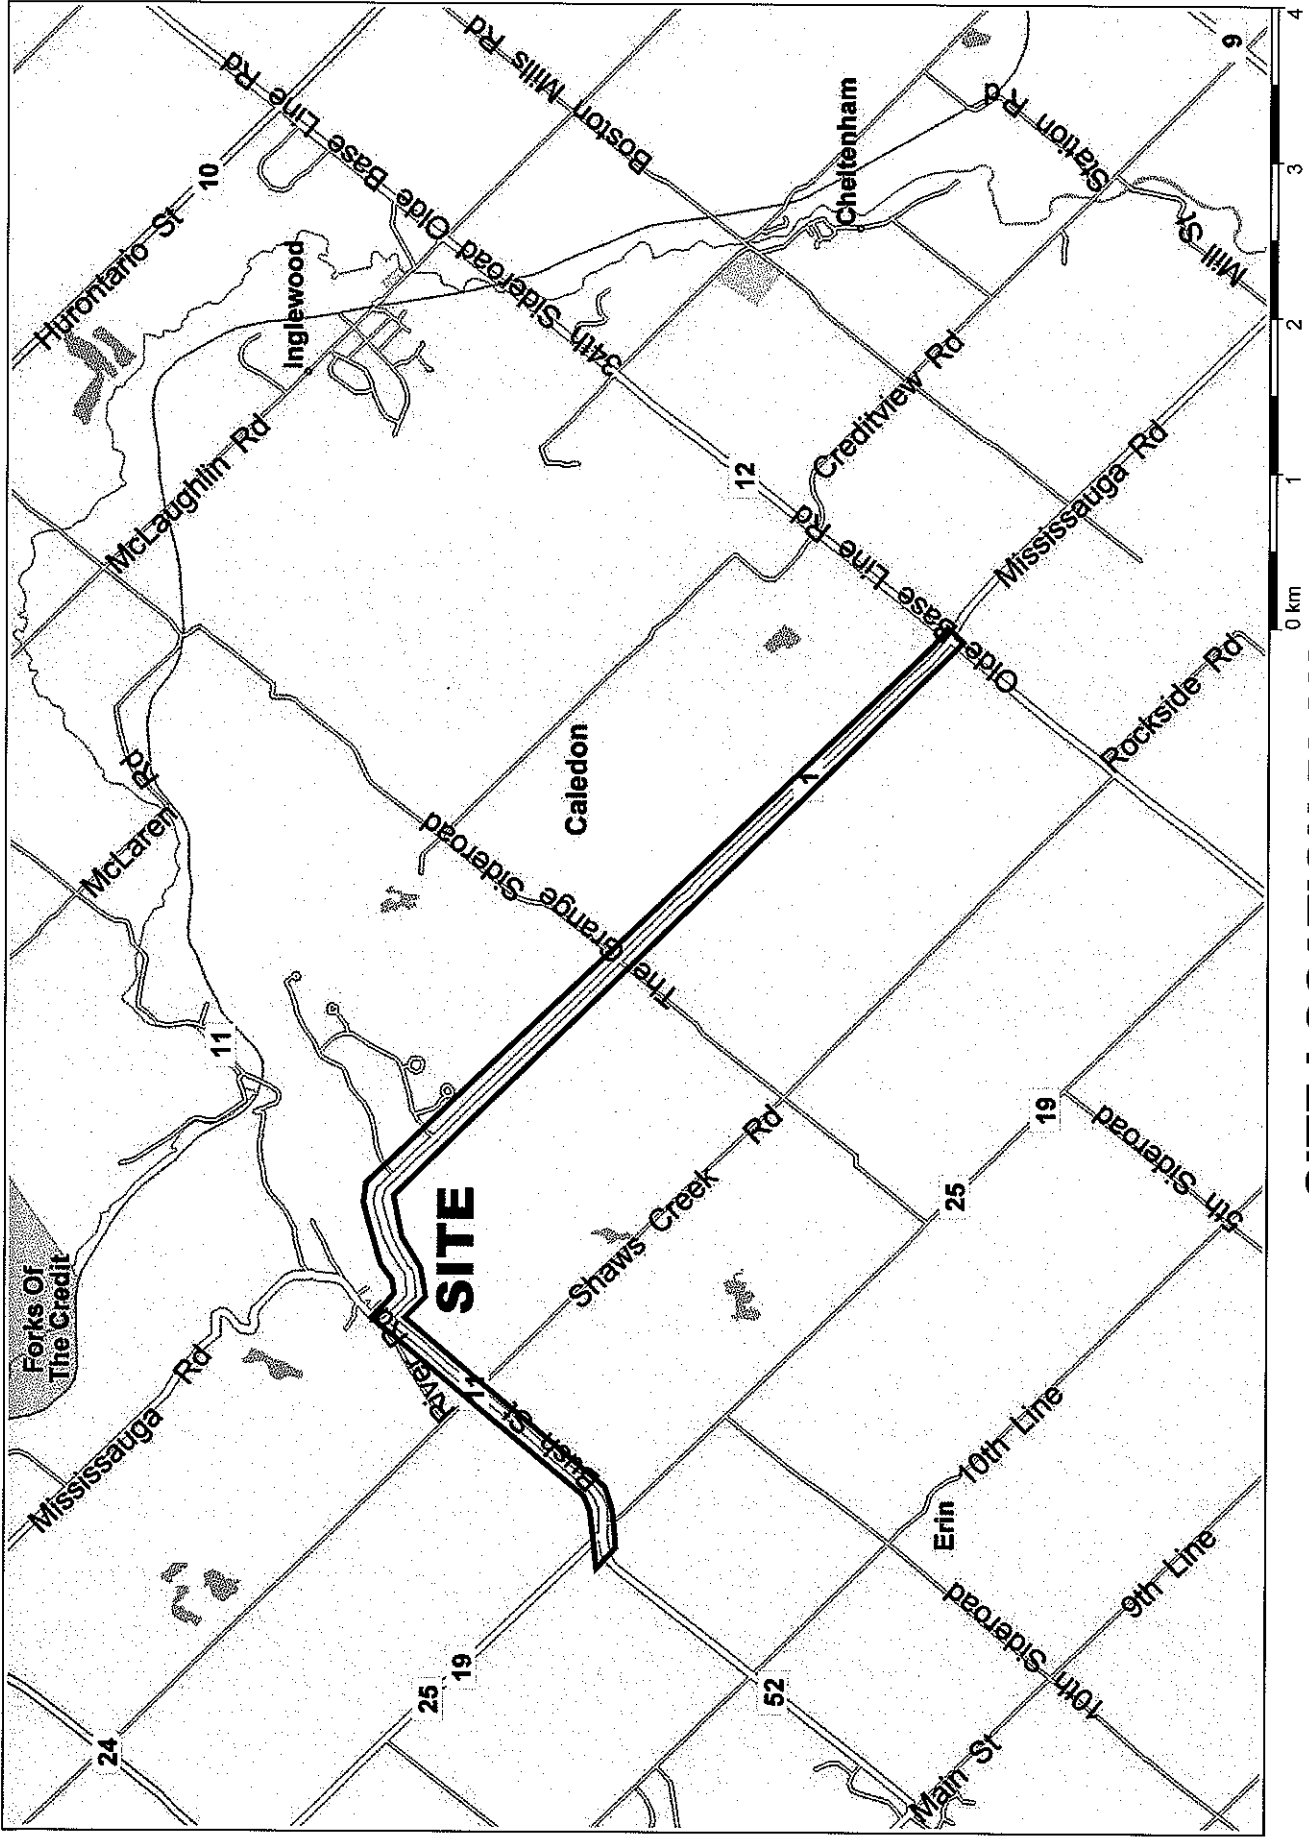 24
Mississauga Rd
Forks Of
The Credit
McLaren Rd
McLaughlin Rd
Hurontario St
10
11
Inglewood
Olde Base Line Rd
25
19
River Rd
SITE
The Grange Sideroad
Caledon
34th Sideroad
Boston Mills Rd
Bush St
Shaws Creek Rd
12
Olde Base Line Rd
Creditview Rd
Cheltenham
52
Erin
10th Line
25
19
Mississauga Rd
Station Rd
Main St
10th Sideroad
9th Line
5th Sideroad
Rockside Rd
Mill St
9
0 km
1
2
3
4